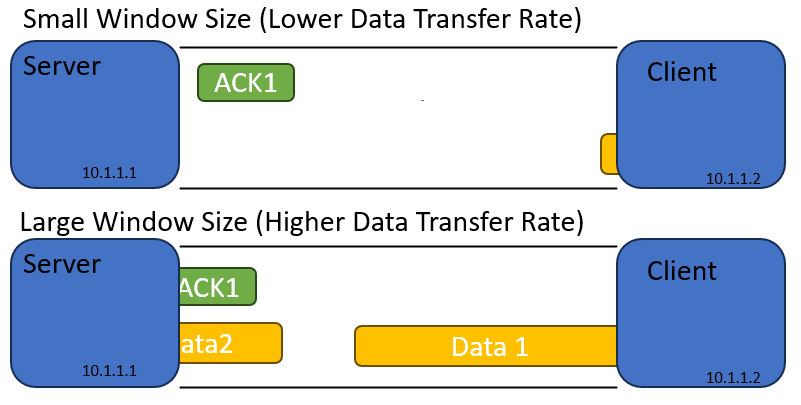 Small Window Size (Lower Data Transfer Rate)
Server
Client
ACK1
10.1.1.1
10.1.1.2
Large Window Size (Higher Data Transfer Rate)
Server
Client
ACK1
ata2
Data 1
10.1.1.1
10.1.1.2